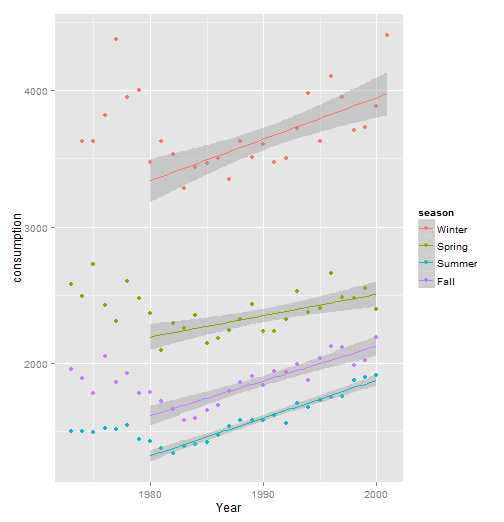 4000
3000
2000
consumption
1980
1990
2000
Year
season
Winter
Spring
Summer
Fall